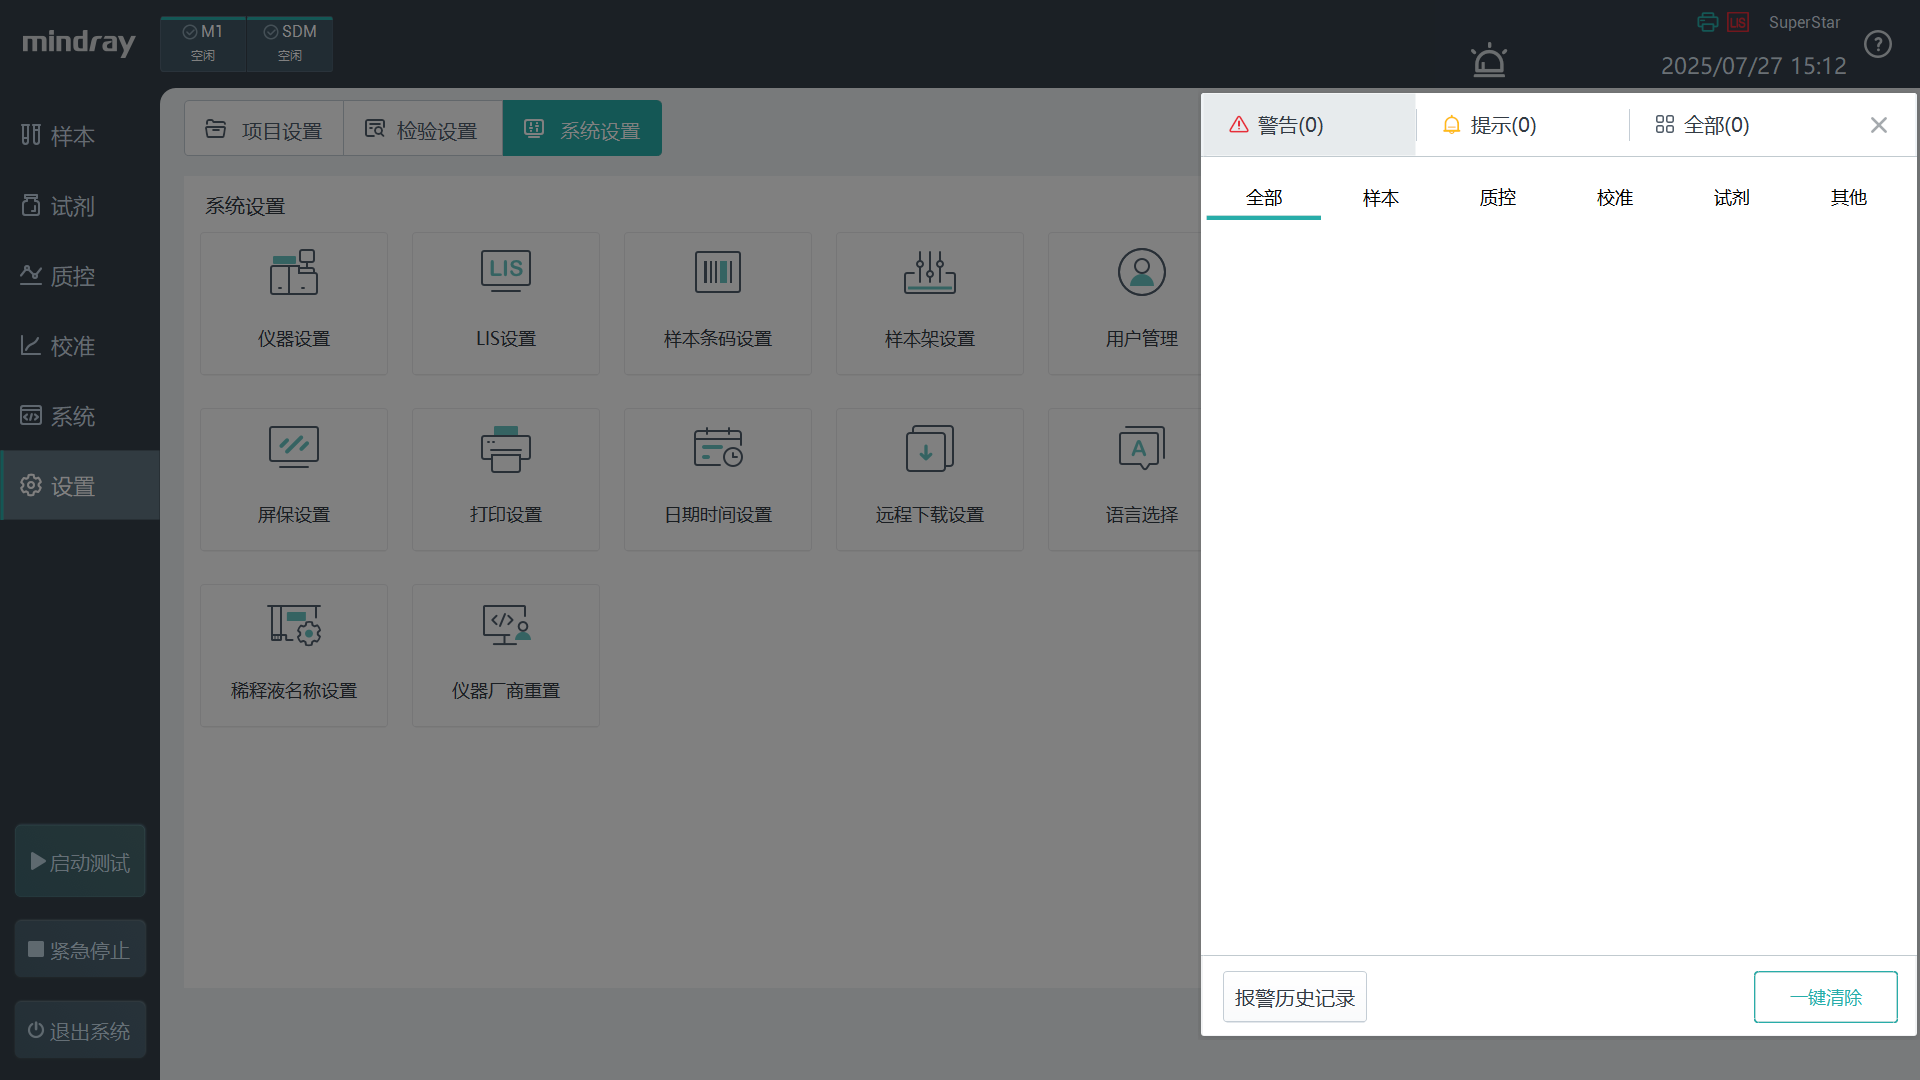 mindray
M1
空闲
SDM
空闲
LIS
SuperStar
2025/07/27 15:12
?
样本
试剂
质控
校准
系统
设置
启动测试
紧急停止
退出系统
项目设置
检验设置
系统设置
系统设置
仪器设置
LIS
LIS设置
样本条码设置
样本架设置
用户管理
屏保设置
打印设置
日期时间设置
远程下载设置
A
语言选择
稀释液名称设置
仪器厂商重置
警告(0)
提示(0)
全部(0)
全部
样本
质控
校准
试剂
其他
报警历史记录
一键清除